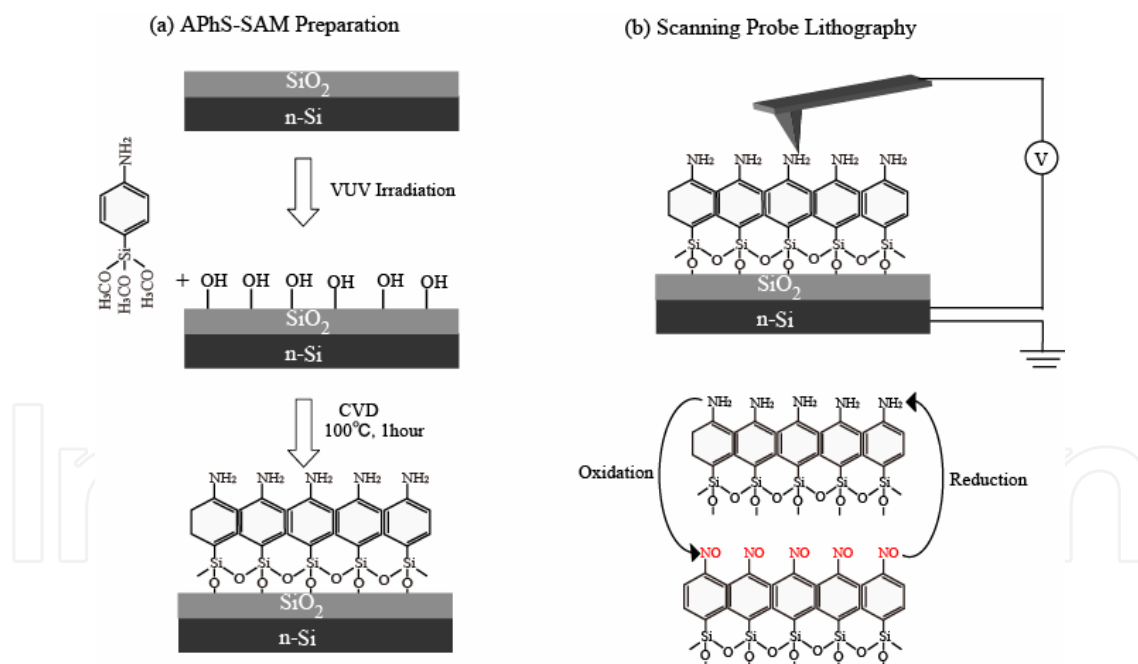 (a) APhS-SAM Preparation
SiO₂
n-Si
NH₂
Si
H₃CO H₃CO H₃CO
VUV Irradiation
+ OH OH OH OH OH OH
SiO₂
n-Si
CVD
100℃, 1hour
NH₂ NH₂ NH₂ NH₂ NH₂
Si Si Si Si Si
O O O O
O O O O O
SiO₂
n-Si
(b) Scanning Probe Lithography
V
NH₂ NH₂ NH₂ NH₂ NH₂
Si Si Si Si Si
O O O O
O O O O O
SiO₂
n-Si
NH₂ NH₂ NH₂ NH₂ NH₂
Si Si Si Si Si
O O O O
O O O O O
Oxidation
Reduction
NO NO NO NO NO
Si Si Si Si Si
O O O O
O O O O O